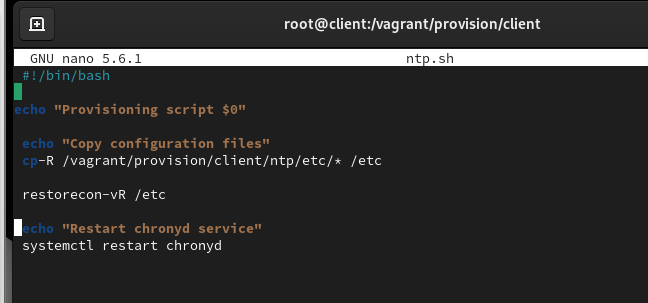 root@client:/vagrant/provision/client
GNU nano 5.6.1 ntp.sh
#!/bin/bash
echo "Provisioning script $0"
echo "Copy configuration files"
cp-R /vagrant/provision/client/ntp/etc/* /etc
restorecon-vR /etc
echo "Restart chronyd service"
systemctl restart chronyd